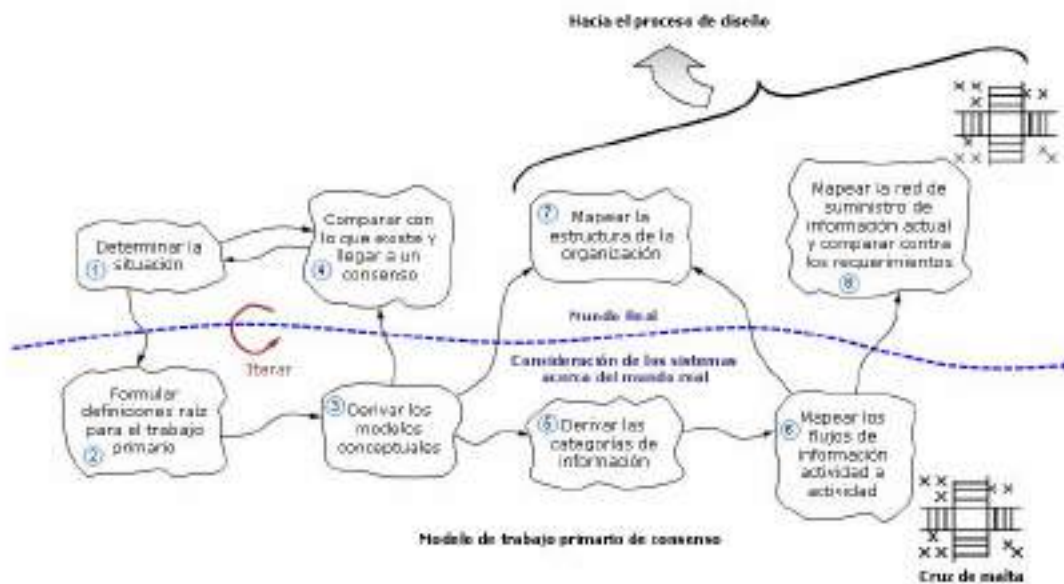 Hacia el proceso de diseño
1
Determinar la
situación
Comparar con
lo que existe y
llegar a un
consenso
4
7
Mapear la
estructura de la
organización
Mapear la red de
suministro de
información actual
y comparar contra
los requerimientos
8
Mundo Real
Iterar
Consideración de los sistemas
acerca del mundo real
Formular
definiciones raíz
para el trabajo
primario
2
3
Derivar los
modelos
conceptuales
5
Derivar las
categorías de
información
6
Mapear los
flujos de
información
actividad a
actividad
Modelo de trabajo primario de consenso
Cruz de malta